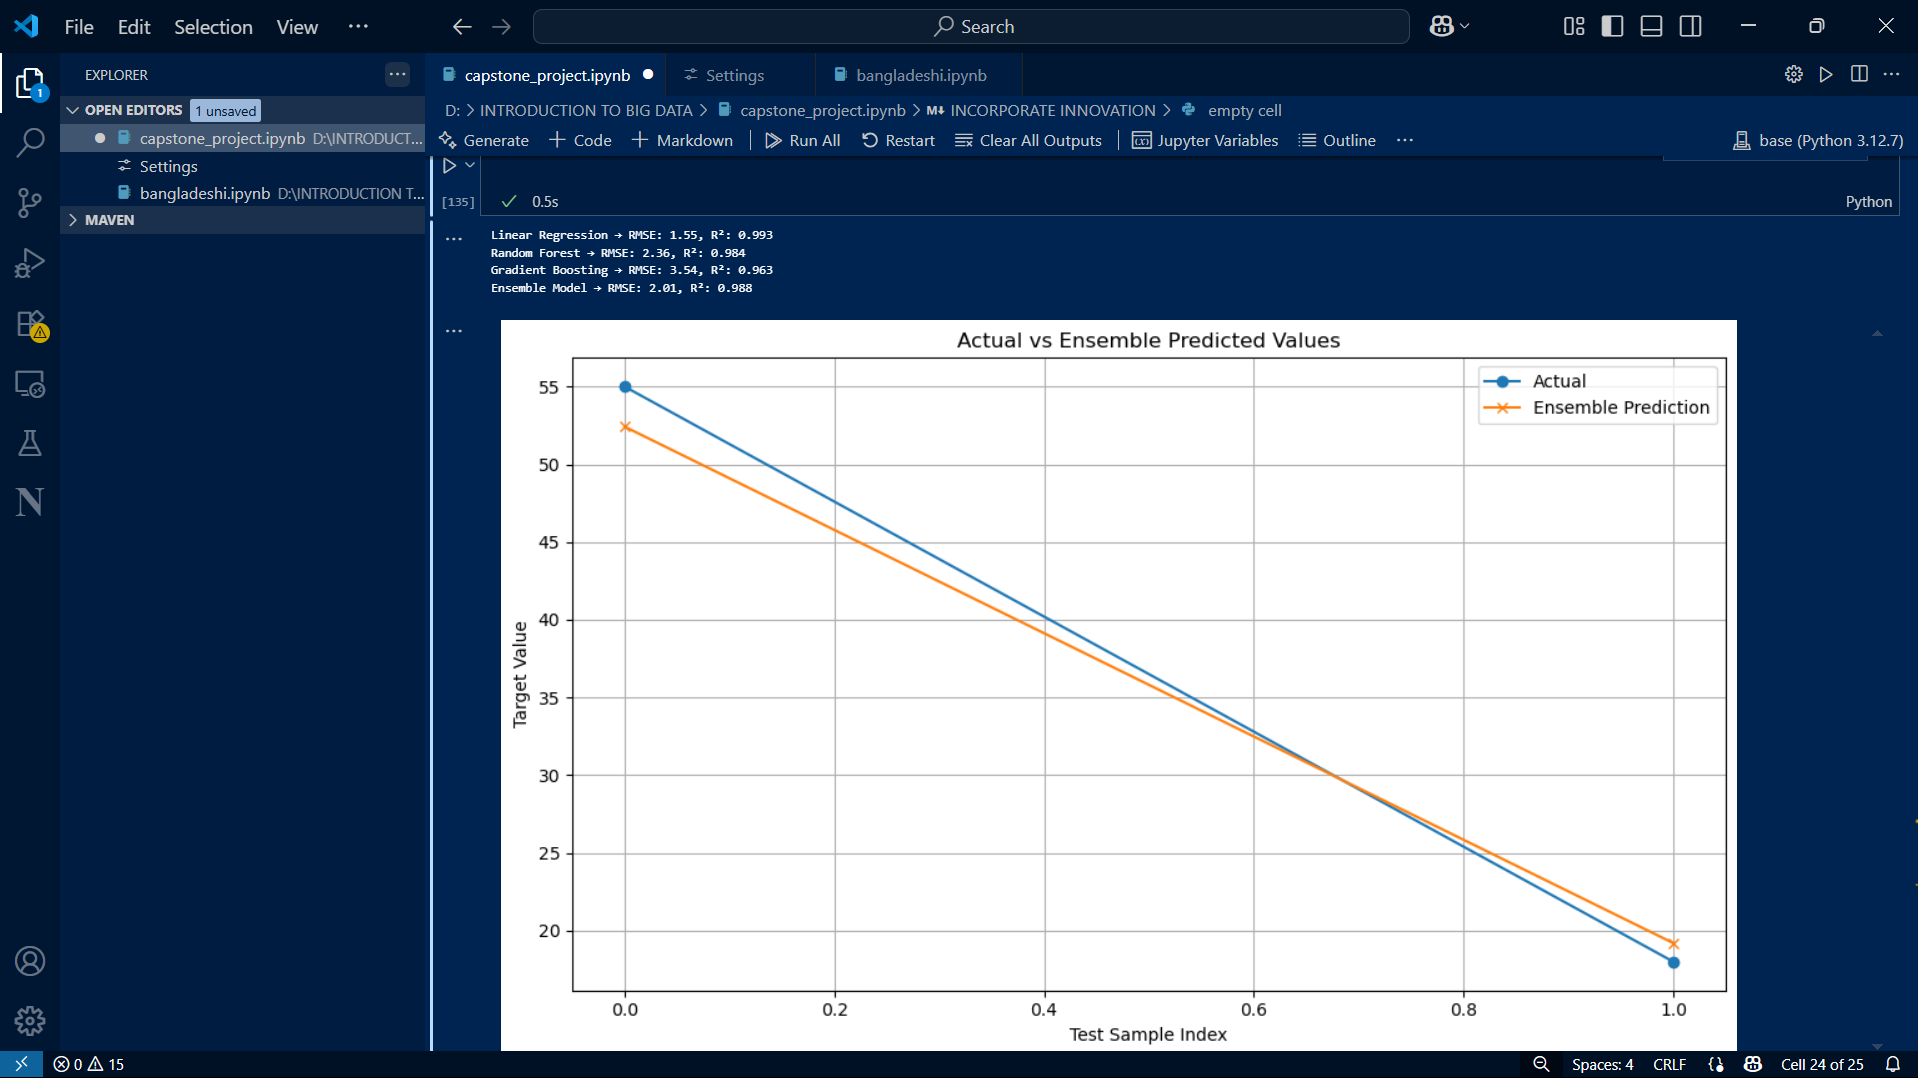 File Edit Selection View ··· Search
EXPLORER ···
OPEN EDITORS 1 unsaved
capstone_project.ipynb D:\INTRODUCT...
Settings
bangladeshi.ipynb D:\INTRODUCTION T...
MAVEN
1
capstone_project.ipynb Settings bangladeshi.ipynb
D: > INTRODUCTION TO BIG DATA > capstone_project.ipynb > M↓ INCORPORATE INNOVATION > empty cell
Generate + Code + Markdown Run All Restart Clear All Outputs Jupyter Variables Outline ··· base (Python 3.12.7)
[135] ✓ 0.5s Python
Linear Regression → RMSE: 1.55, R²: 0.993
Random Forest → RMSE: 2.36, R²: 0.984
Gradient Boosting → RMSE: 3.54, R²: 0.963
Ensemble Model → RMSE: 2.01, R²: 0.988
Actual vs Ensemble Predicted Values
Actual
Ensemble Prediction
55
50
45
40
35
30
25
20
Target Value
0.0 0.2 0.4 0.6 0.8 1.0
Test Sample Index
N
0 15 Spaces: 4 CRLF Cell 24 of 25